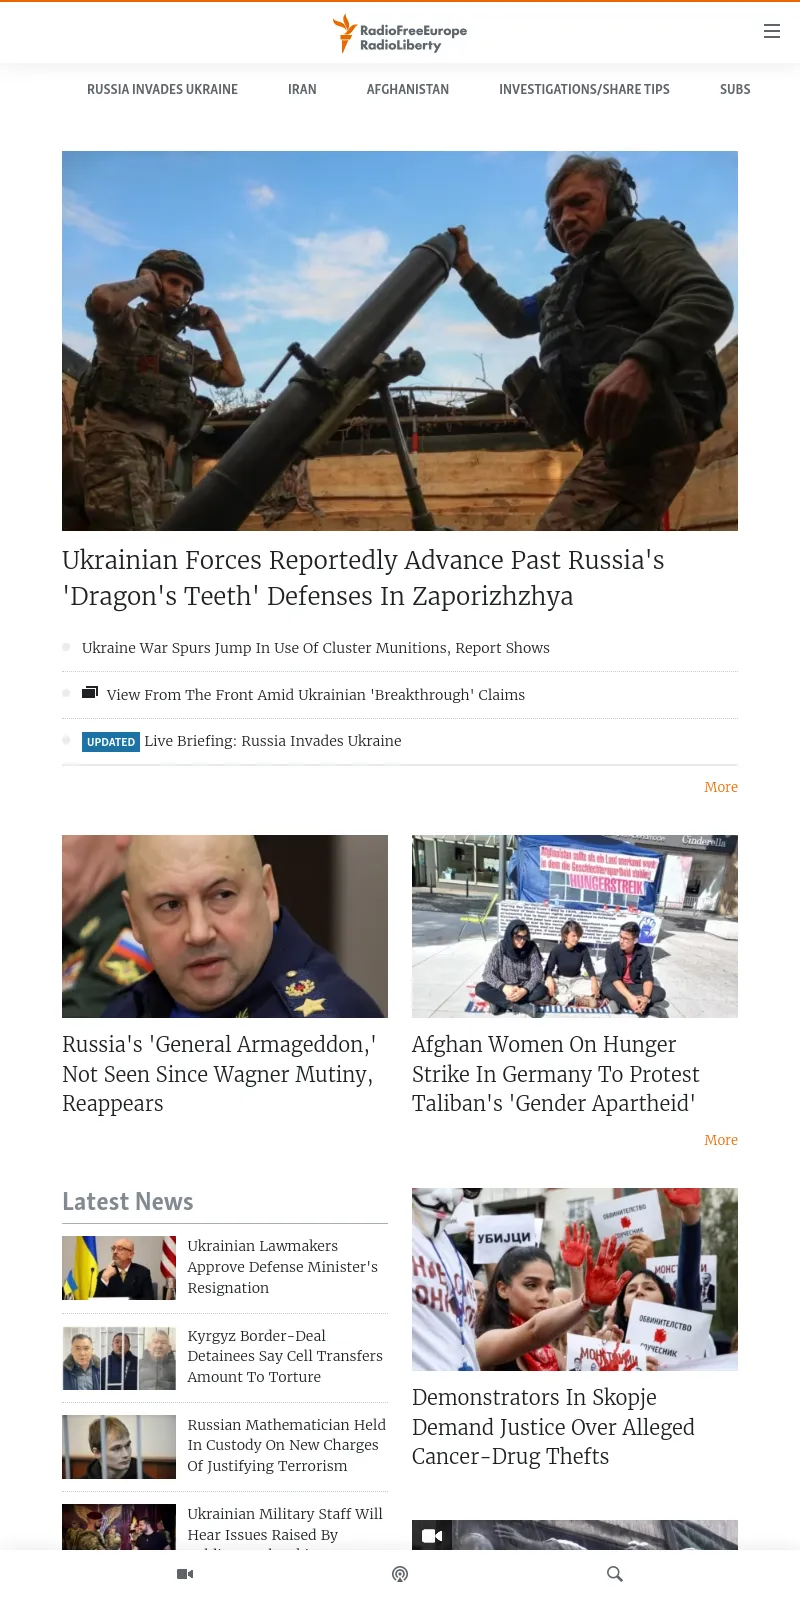 RadioFreeEurope
RadioLiberty
RUSSIA INVADES UKRAINE
IRAN
AFGHANISTAN
INVESTIGATIONS/SHARE TIPS
SUBS
Ukrainian Forces Reportedly Advance Past Russia's
'Dragon's Teeth' Defenses In Zaporizhzhya
Ukraine War Spurs Jump In Use Of Cluster Munitions, Report Shows
View From The Front Amid Ukrainian 'Breakthrough' Claims
UPDATED Live Briefing: Russia Invades Ukraine
More
Cinderella
HUNGERSTREIK
Russia's 'General Armageddon,'
Not Seen Since Wagner Mutiny,
Reappears
Afghan Women On Hunger
Strike In Germany To Protest
Taliban's 'Gender Apartheid'
More
Latest News
Ukrainian Lawmakers
Approve Defense Minister's
Resignation
Kyrgyz Border-Deal
Detainees Say Cell Transfers
Amount To Torture
Russian Mathematician Held
In Custody On New Charges
Of Justifying Terrorism
Ukrainian Military Staff Will
Hear Issues Raised By
УБИЈЦИ
ОБВИНИТЕЛСТВО
ОБВИНИТЕЛСТВО
СОУЧЕСНИК
Demonstrators In Skopje
Demand Justice Over Alleged
Cancer-Drug Thefts